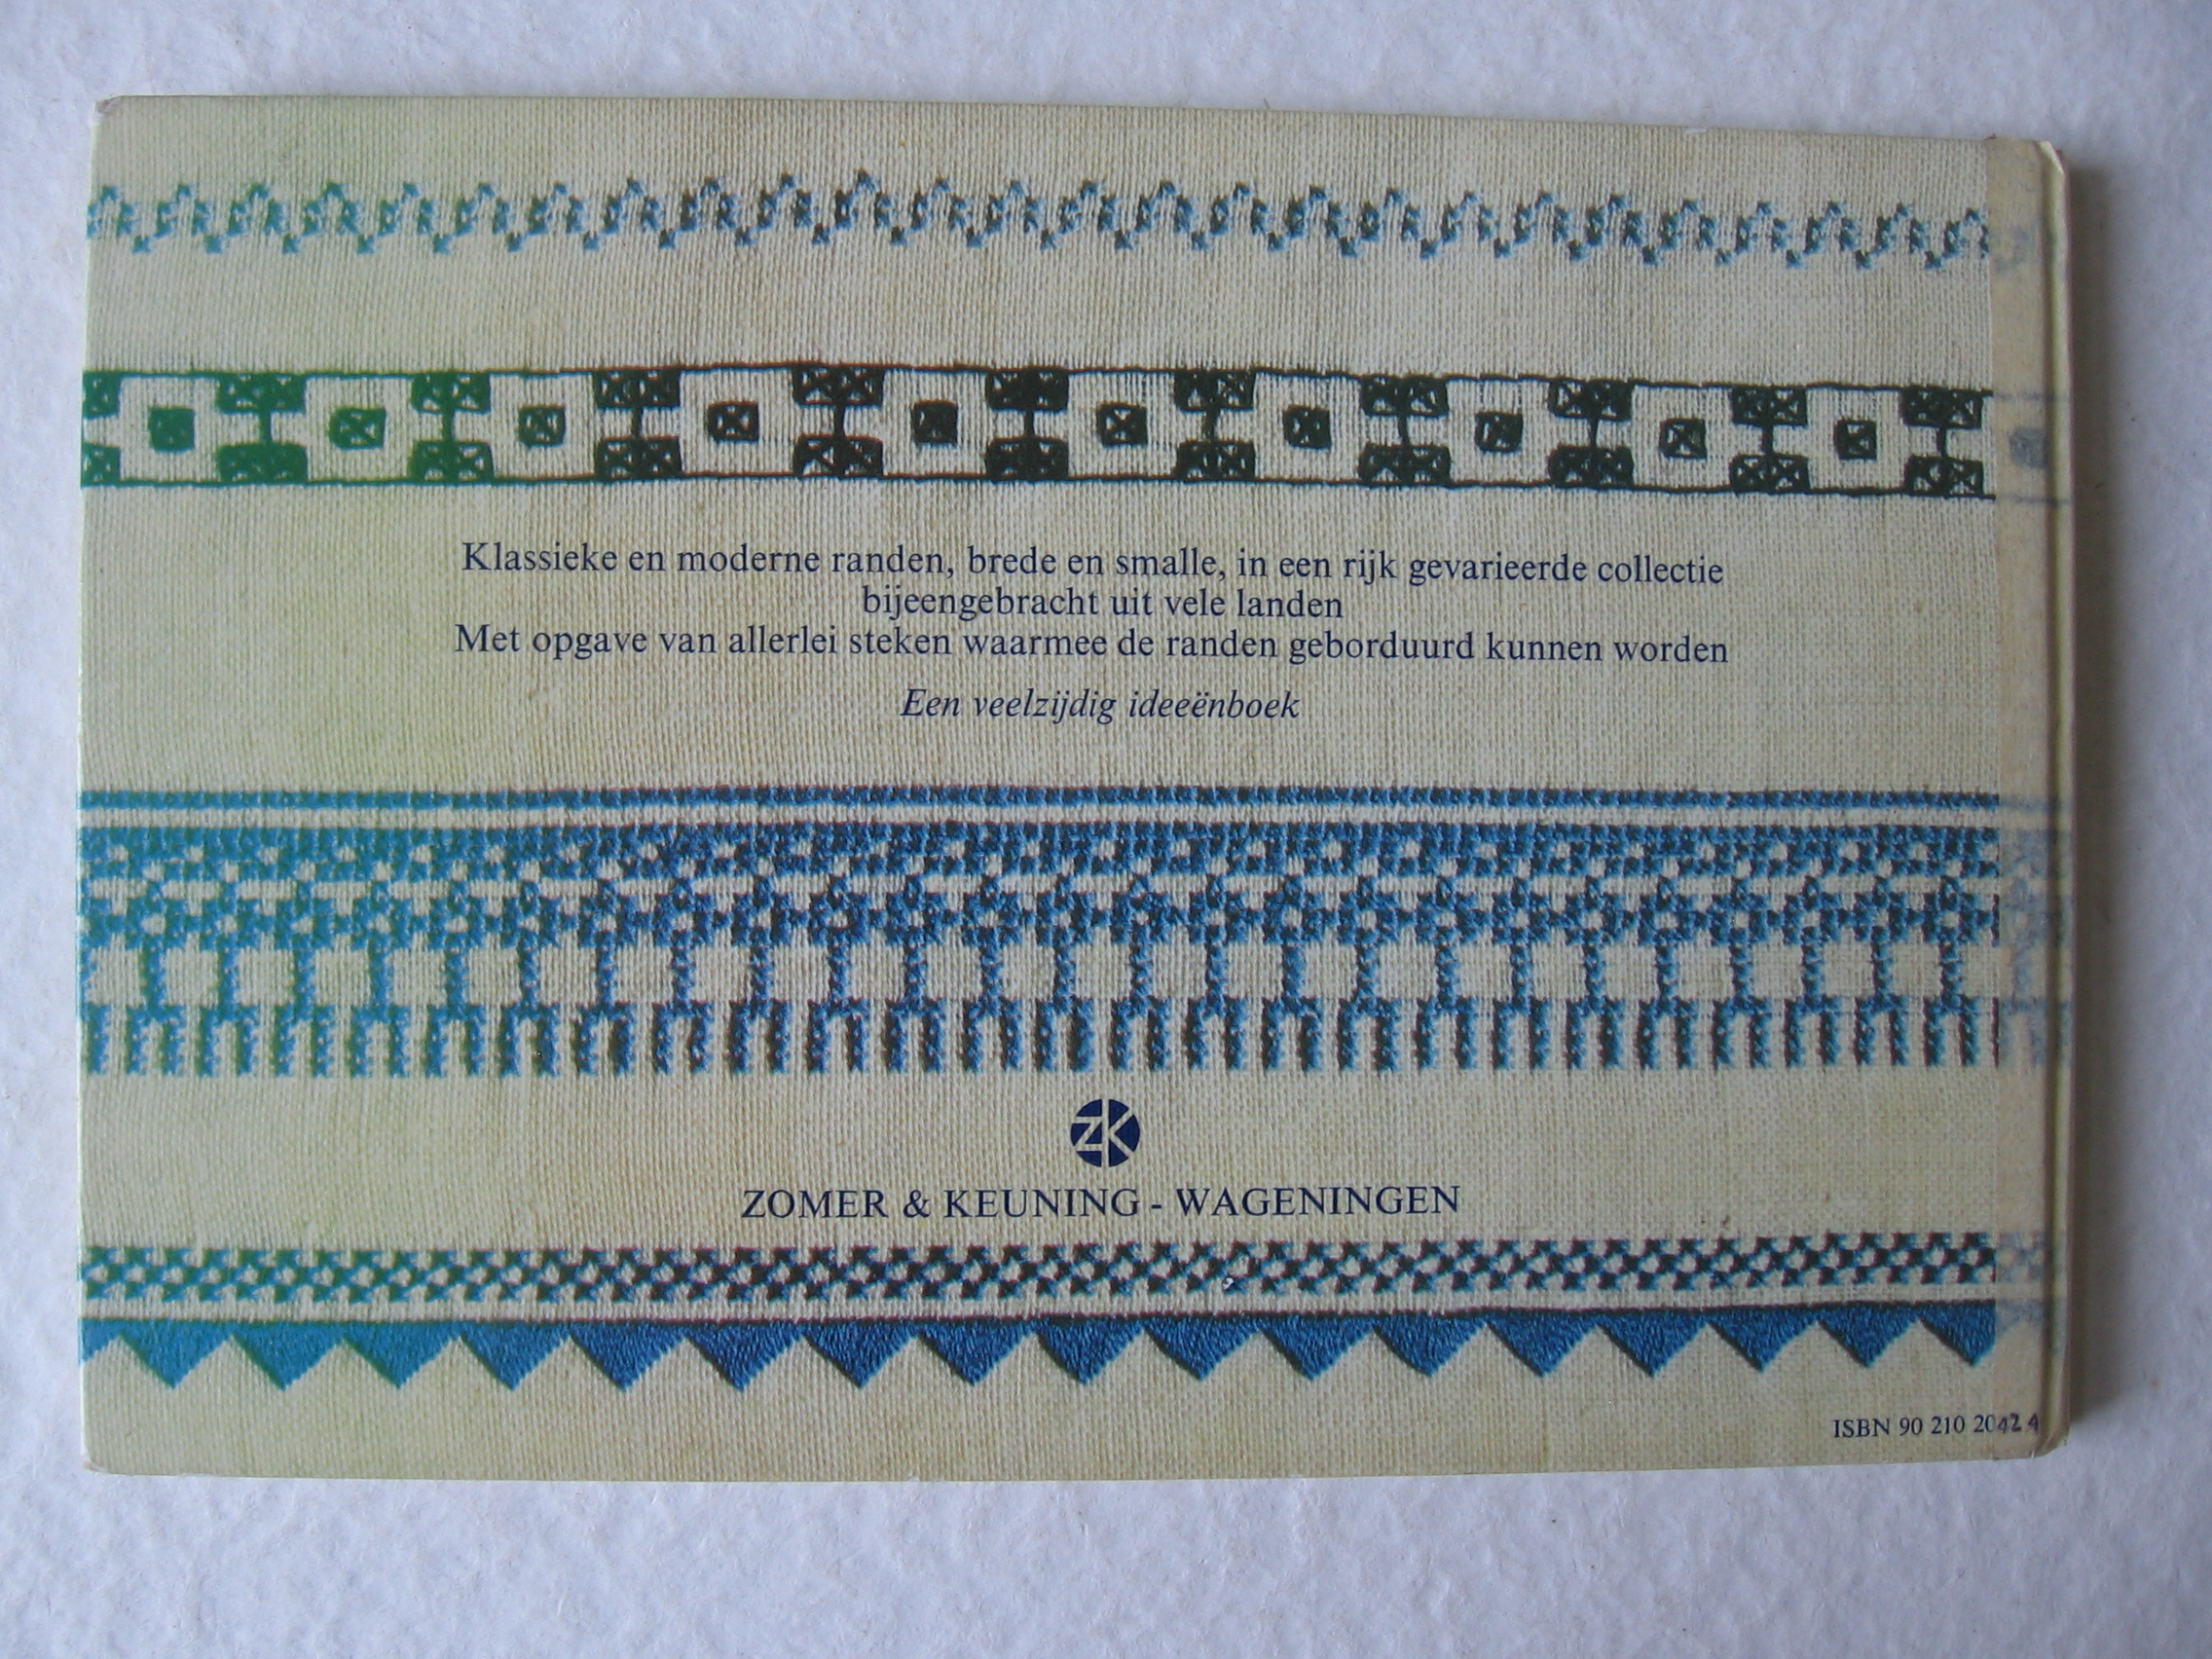 Klassieke en moderne randen, brede en smalle, in een rijk gevarieerde collectie
bijeengebracht uit vele landen
Met opgave van allerlei steken waarmee de randen geborduurd kunnen worden
Een veelzijdig ideeënboek
ZK
ZOMER & KEUNING - WAGENINGEN
ISBN 90 210 2042 4